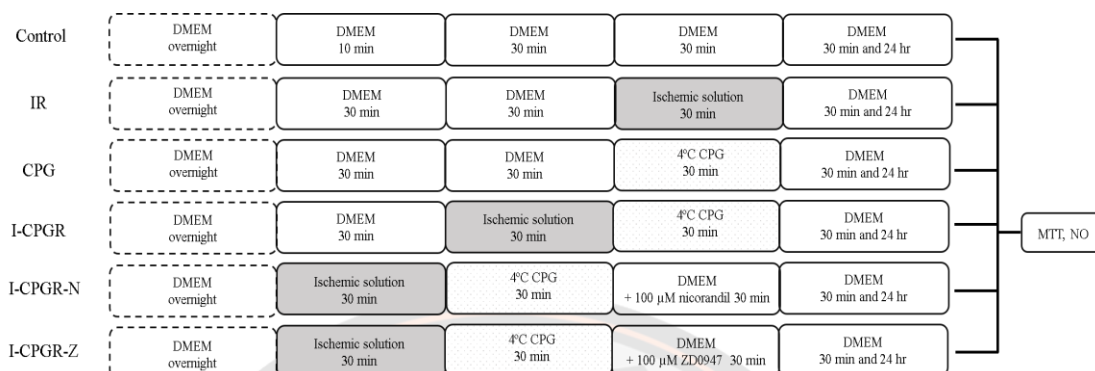 Control
DMEM
overnight
DMEM
10 min
DMEM
30 min
DMEM
30 min
DMEM
30 min and 24 hr
IR
DMEM
overnight
DMEM
30 min
DMEM
30 min
Ischemic solution
30 min
DMEM
30 min and 24 hr
CPG
DMEM
overnight
DMEM
30 min
DMEM
30 min
4°C CPG
30 min
DMEM
30 min and 24 hr
I-CPGR
DMEM
overnight
DMEM
30 min
Ischemic solution
30 min
4°C CPG
30 min
DMEM
30 min and 24 hr
MTT, NO
I-CPGR-N
DMEM
overnight
Ischemic solution
30 min
4°C CPG
30 min
DMEM
+ 100 µM nicorandil 30 min
DMEM
30 min and 24 hr
I-CPGR-Z
DMEM
overnight
Ischemic solution
30 min
4°C CPG
30 min
DMEM
+ 100 µM ZD0947 30 min
DMEM
30 min and 24 hr